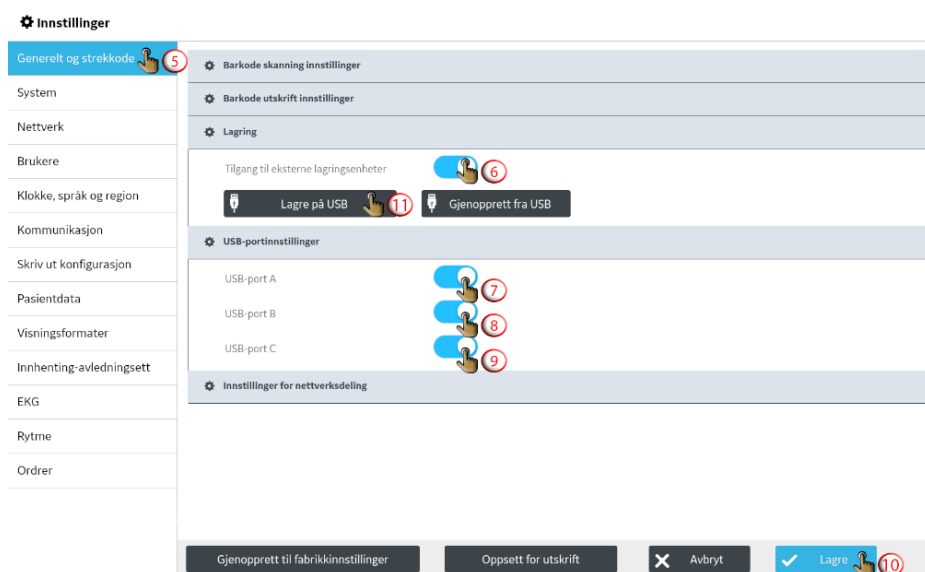 Innstillinger
Generelt og strekkode 5
Barkode skanning innstillinger
System
Barkode utskrift innstillinger
Nettverk
Lagring
Brukere
Tilgang til eksterne lagringsenheter 6
Klokke, språk og region
Lagre på USB 11 Gjenopprett fra USB
Kommunikasjon
USB-portinnstillinger
Skriv ut konfigurasjon
USB-port A 7
Pasientdata
USB-port B 8
Visningsformater
USB-port C 9
Innhenting-avledningsett
Innstillinger for nettverksdeling
EKG
Rytme
Ordrer
Gjenopprett til fabrikkinnstillinger Oppsett for utskrift Avbryt Lagre 10